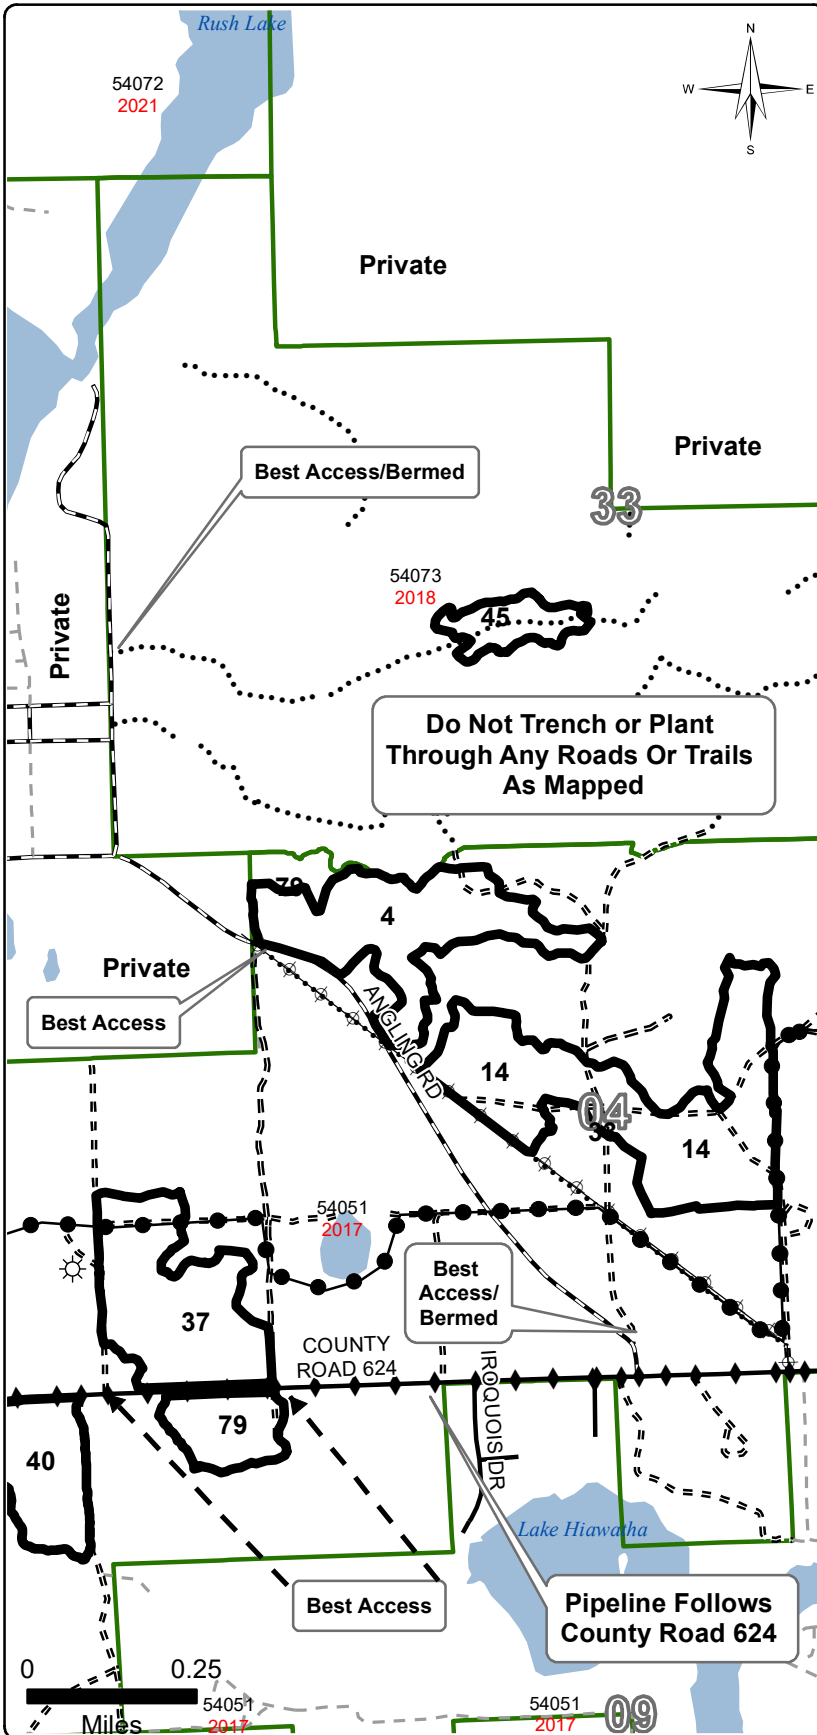 Rush Lake
N
W E
S
54072
2021
Private
Private
Best Access/Bermed
33
54073
2018
45
Private
Do Not Trench or Plant
Through Any Roads Or Trails
As Mapped
79
4
Private
Best Access
ANGLING RD
14
04
14
54051
2017
Best
Access/
Bermed
37
COUNTY
ROAD 624
IROQUOIS DR
79
40
Lake Hiawatha
Best Access
Pipeline Follows
County Road 624
0 0.25
Miles
54051
2017
54051
2017
09